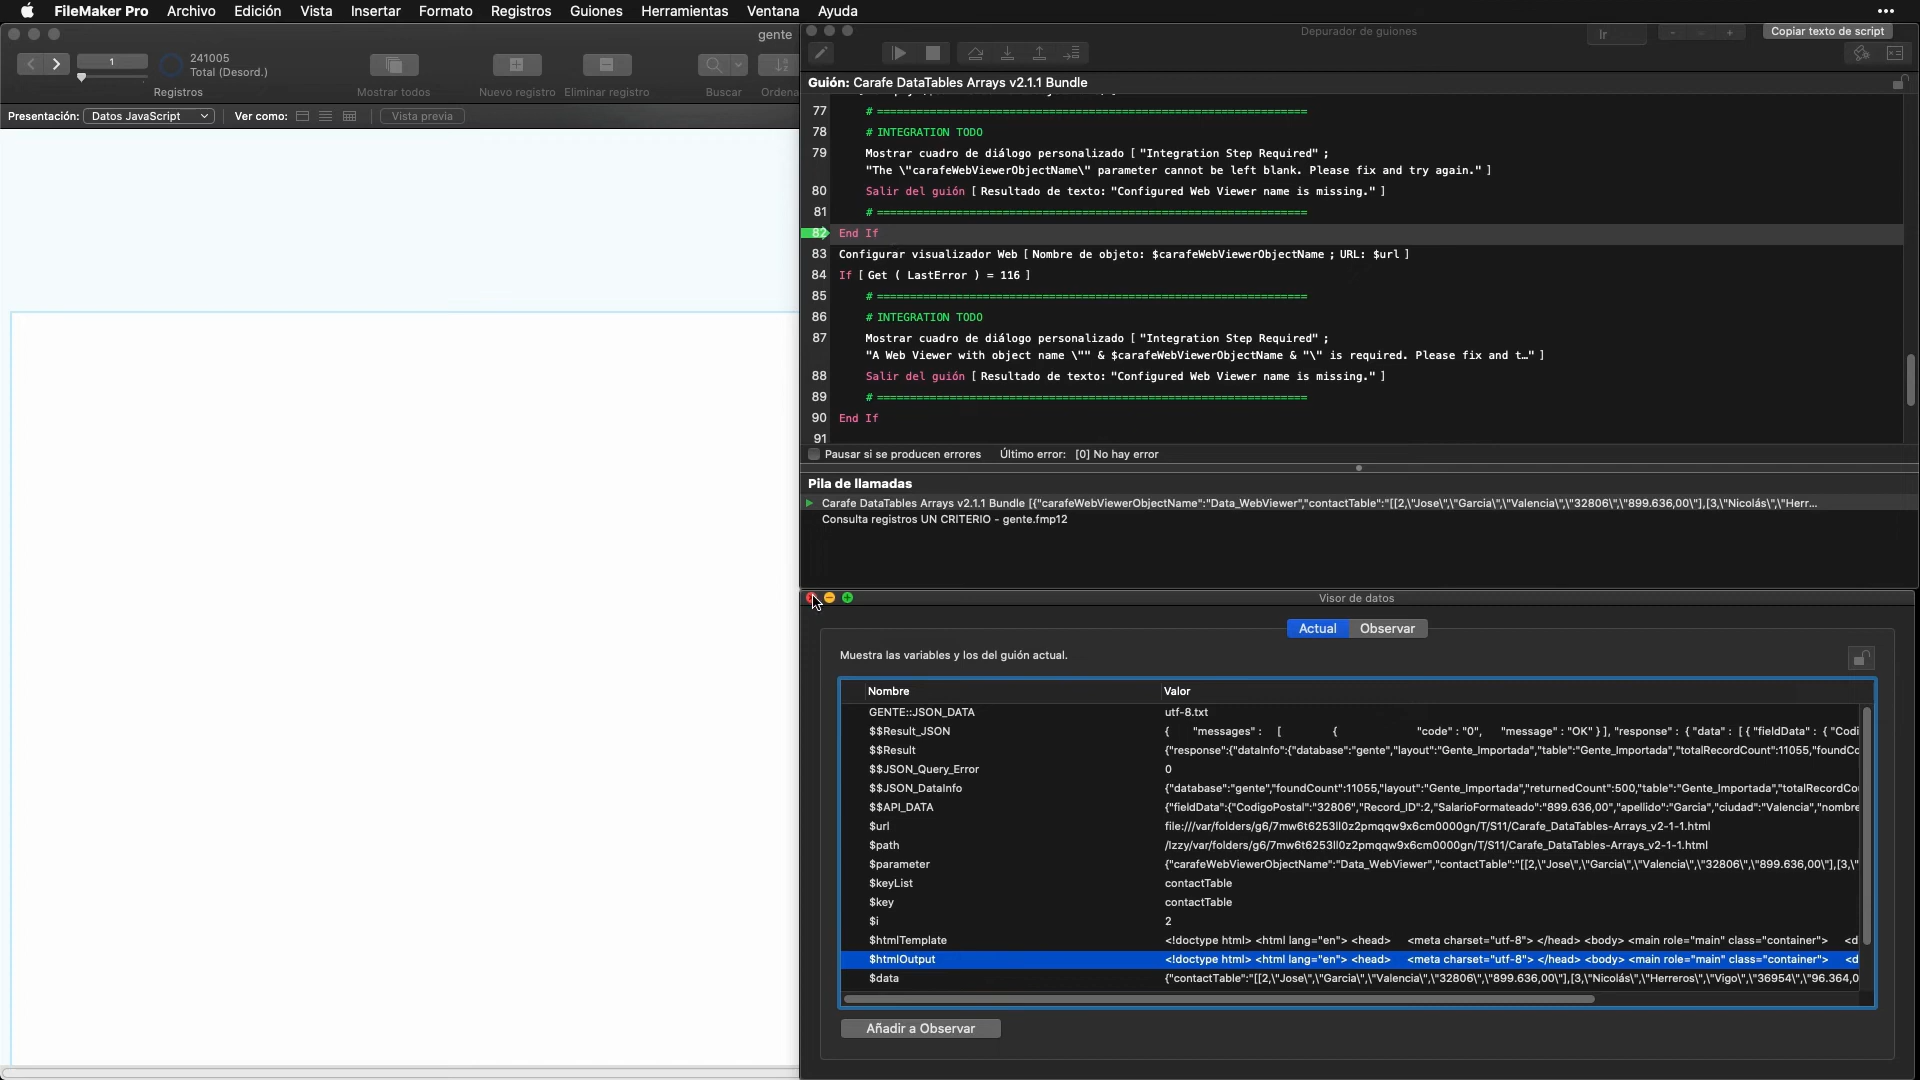 FileMaker Pro Archivo Edición Vista Insertar Formato Registros Guiones Herramientas Ventana Ayuda
gente
1
241005
Total (Desord.)
Registros
Mostrar todos
Nuevo registro
Eliminar registro
Buscar
Ordena
Presentación: Datos JavaScript
Ver como:
Vista previa
Depurador de guiones
Ir
Copiar texto de script
Guión: Carafe DataTables Arrays v2.1.1 Bundle
77 # =================================================================
78 # INTEGRATION TODO
79 Mostrar cuadro de diálogo personalizado [ "Integration Step Required" ;
"The \"carafeWebViewerObjectName\" parameter cannot be left blank. Please fix and try again." ]
80 Salir del guión [ Resultado de texto: "Configured Web Viewer name is missing." ]
81 # =================================================================
82 End If
83 Configurar visualizador Web [ Nombre de objeto: $carafeWebViewerObjectName ; URL: $url ]
84 If [ Get ( LastError ) = 116 ]
85 # =================================================================
86 # INTEGRATION TODO
87 Mostrar cuadro de diálogo personalizado [ "Integration Step Required" ;
"A Web Viewer with object name \"" & $carafeWebViewerObjectName & "\" is required. Please fix and t…" ]
88 Salir del guión [ Resultado de texto: "Configured Web Viewer name is missing." ]
89 # =================================================================
90 End If
91
Pausar si se producen errores Último error: [0] No hay error
Pila de llamadas
Carafe DataTables Arrays v2.1.1 Bundle [{"carafeWebViewerObjectName":"Data_WebViewer","contactTable":"[[2,\"Jose\",\"Garcia\",\"Valencia\",\"32806\",\"899.636,00\"],[3,\"Nicolás\",\"Herr...
Consulta registros UN CRITERIO - gente.fmp12
Visor de datos
Actual Observar
Muestra las variables y los del guión actual.
Nombre Valor
GENTE::JSON_DATA utf-8.txt
$$Result_JSON { "messages" : [ { "code" : "0", "message" : "OK" } ], "response" : { "data" : [ { "fieldData" : { "Codi
$$Result {"response":{"dataInfo":{"database":"gente","layout":"Gente_Importada","table":"Gente_Importada","totalRecordCount":11055,"foundCo
$$JSON_Query_Error 0
$$JSON_DataInfo {"database":"gente","foundCount":11055,"layout":"Gente_Importada","returnedCount":500,"table":"Gente_Importada","totalRecordCo
$$API_DATA {"fieldData":{"CodigoPostal":"32806","Record_ID":2,"SalarioFormateado":"899.636,00","apellido":"Garcia","ciudad":"Valencia","nombre
$url file:///var/folders/g6/7mw6t6253ll0z2pmqqw9x6cm0000gn/T/S11/Carafe_DataTables-Arrays_v2-1-1.html
$path /Izzy/var/folders/g6/7mw6t6253ll0z2pmqqw9x6cm0000gn/T/S11/Carafe_DataTables-Arrays_v2-1-1.html
$parameter {"carafeWebViewerObjectName":"Data_WebViewer","contactTable":"[[2,\"Jose\",\"Garcia\",\"Valencia\",\"32806\",\"899.636,00\"],[3,\"
$keyList contactTable
$key contactTable
$i 2
$htmlTemplate <!doctype html> <html lang="en"> <head> <meta charset="utf-8"> </head> <body> <main role="main" class="container"> <d
$htmlOutput <!doctype html> <html lang="en"> <head> <meta charset="utf-8"> </head> <body> <main role="main" class="container"> <d
$data {"contactTable":"[[2,\"Jose\",\"Garcia\",\"Valencia\",\"32806\",\"899.636,00\"],[3,\"Nicolás\",\"Herreros\",\"Vigo\",\"36954\",\"96.364,0
Añadir a Observar